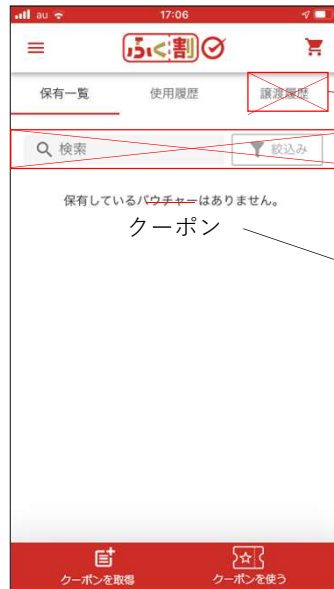 au 17:06
ふく割
保有一覧 使用履歴 譲渡履歴
検索 絞込み
保有しているバウチャーはありません。
クーポン
クーポンを取得 クーポンを使う